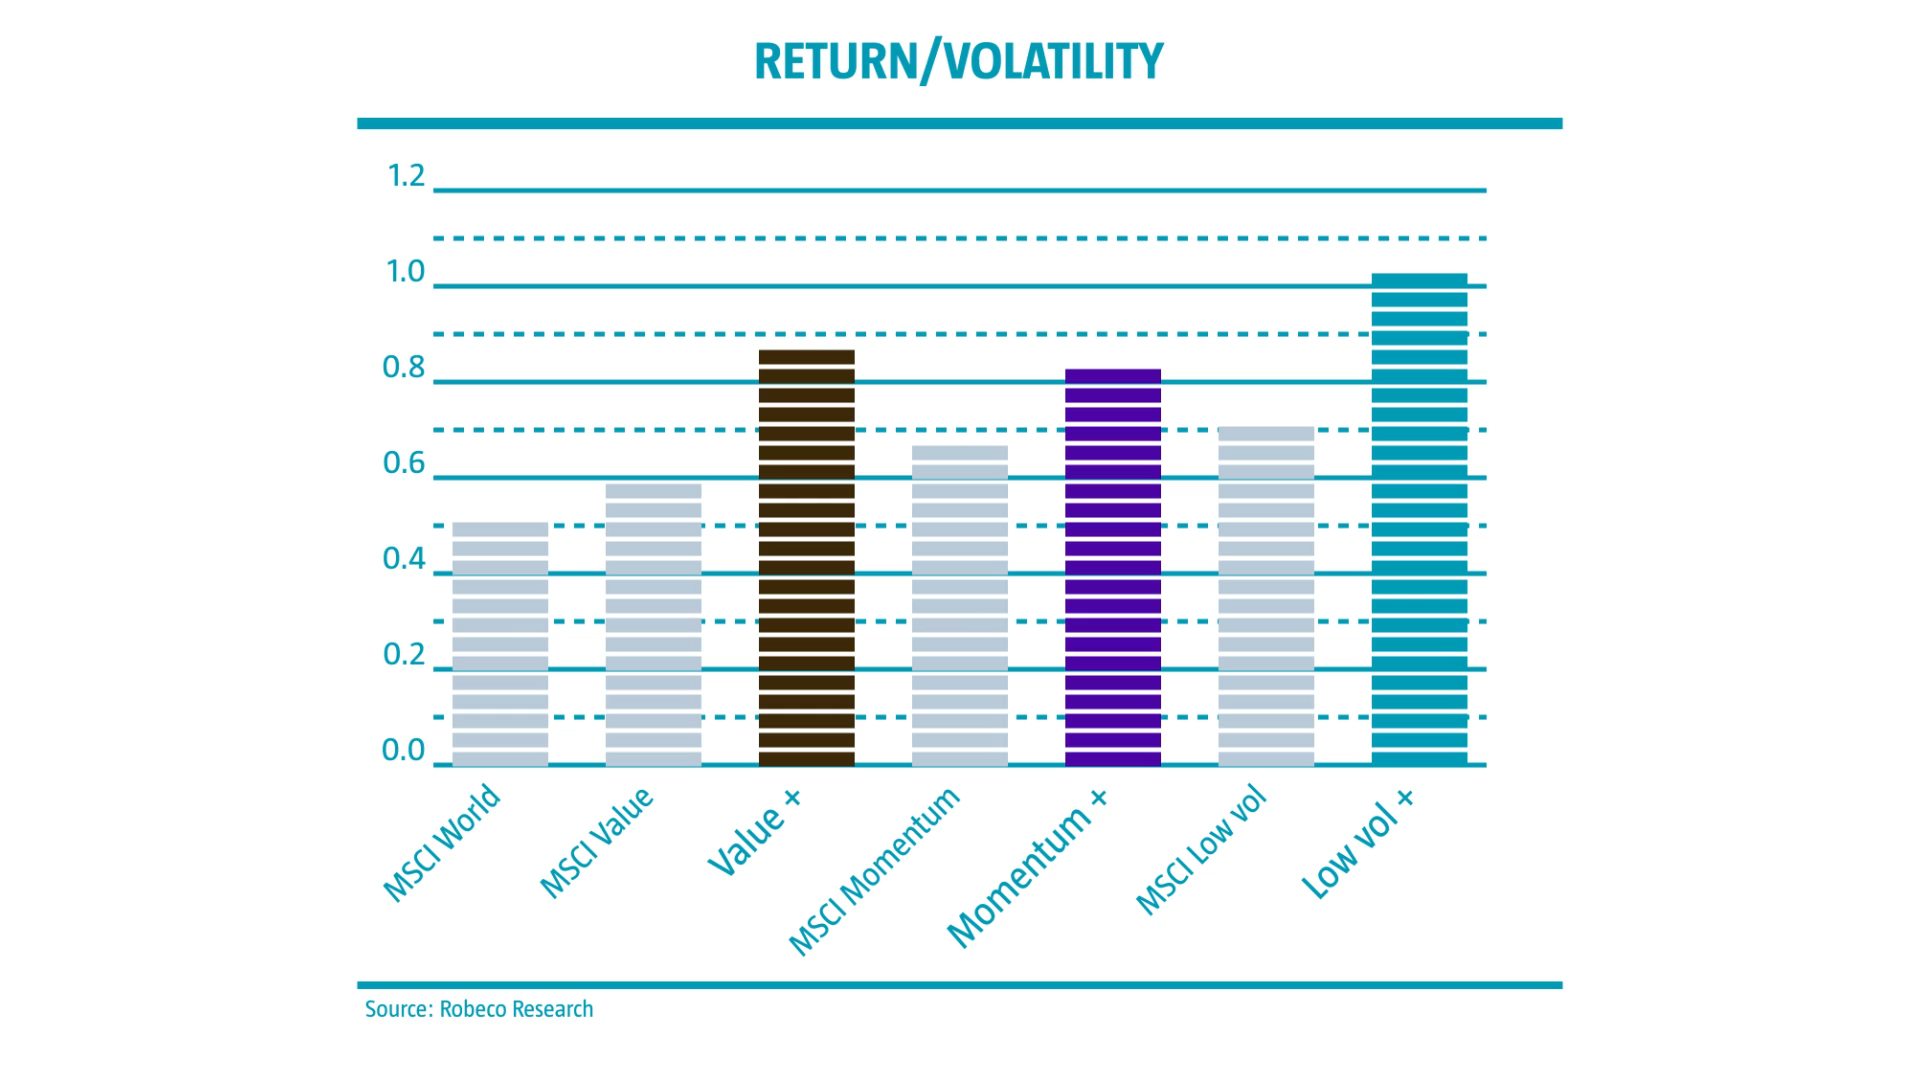 RETURN/VOLATILITY
1.2
1.0
0.8
0.6
0.4
0.2
0.0
MSCI World
MSCI Value
Value +
MSCI Momentum
Momentum +
MSCI Low vol
Low vol +
Source: Robeco Research